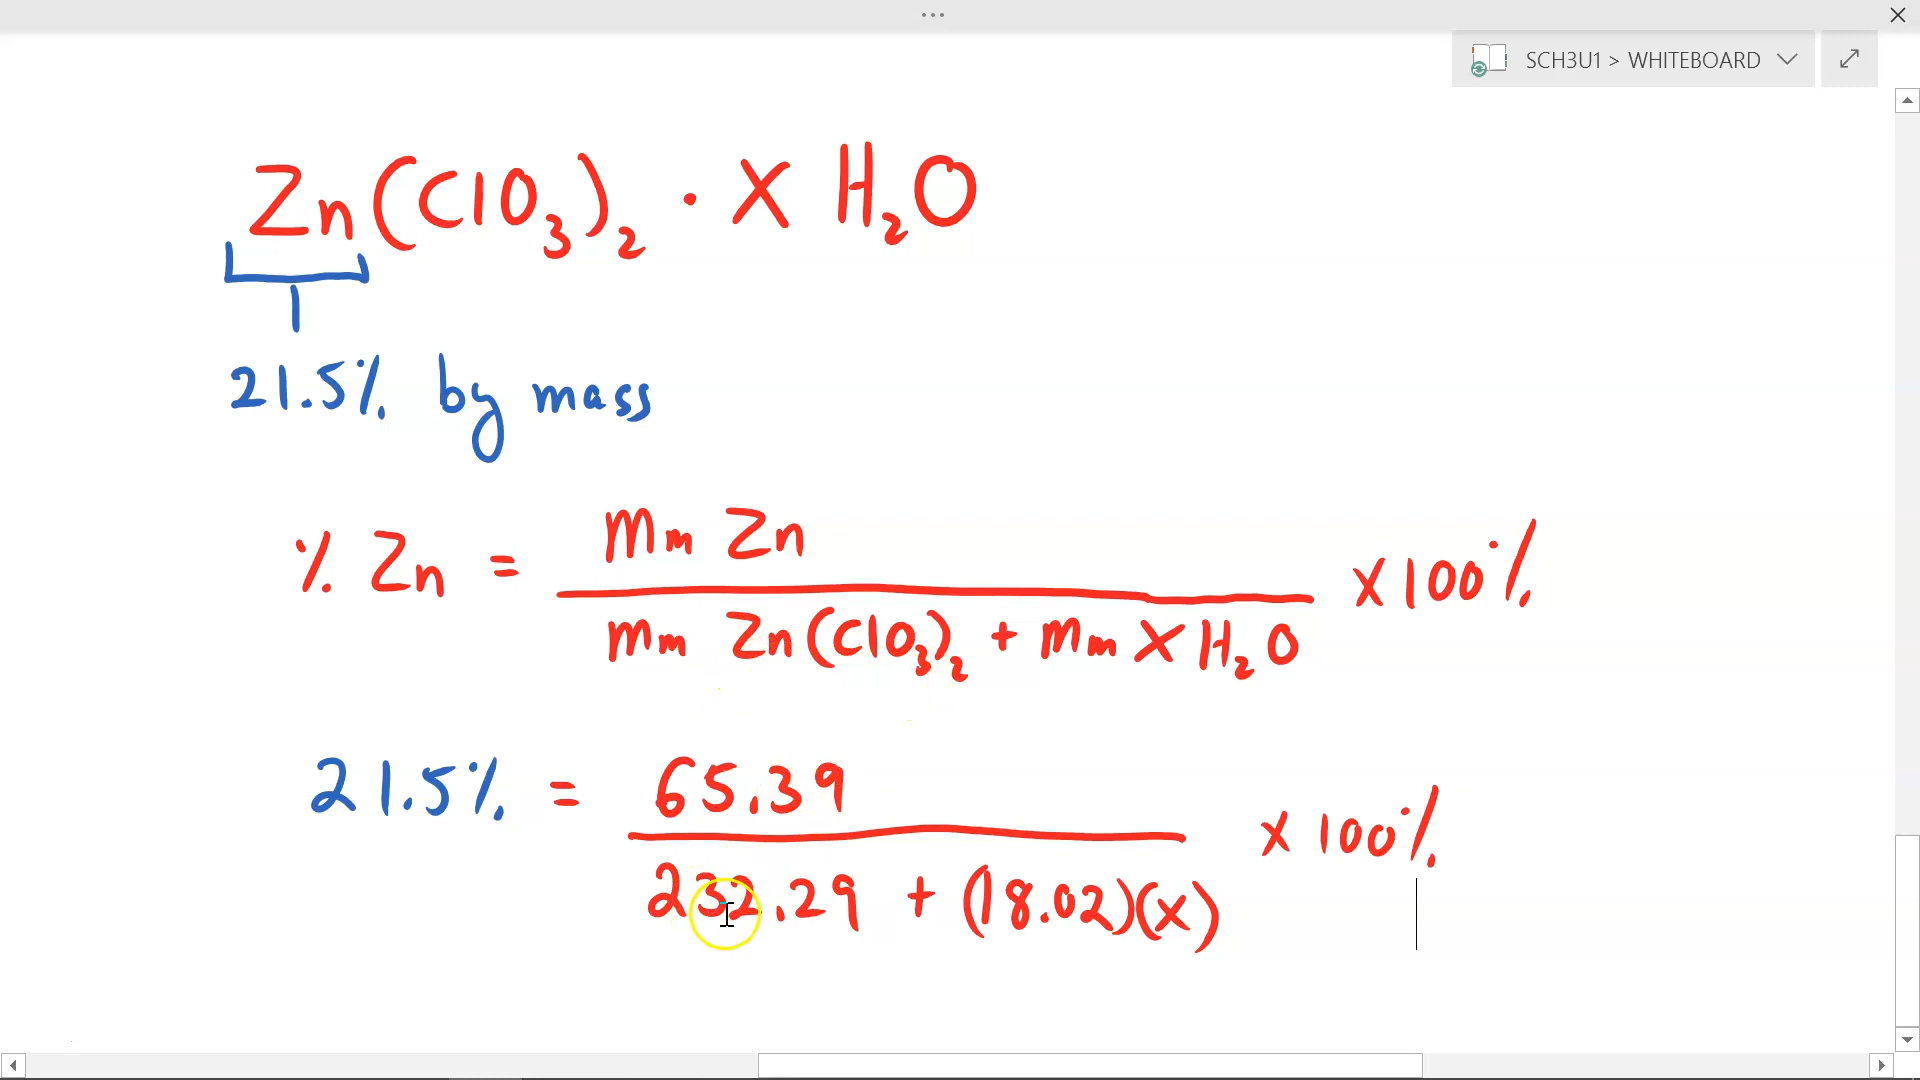 SCH3U1 > WHITEBOARD
Zn(ClO₃)₂ · X H₂O
21.5% by mass
% Zn = Mm Zn
Mm Zn(ClO₃)₂ + Mm X H₂O
x 100%
21.5% = 65.39
232.29 + (18.02)(x)
x 100%